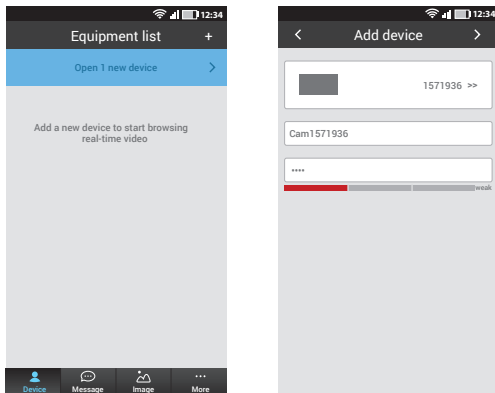 12:34
Equipment list +
Open 1 new device >
Add a new device to start browsing
real-time video
Device Message Image More
12:34
< Add device >
1571936 >>
Cam1571936
••••
weak